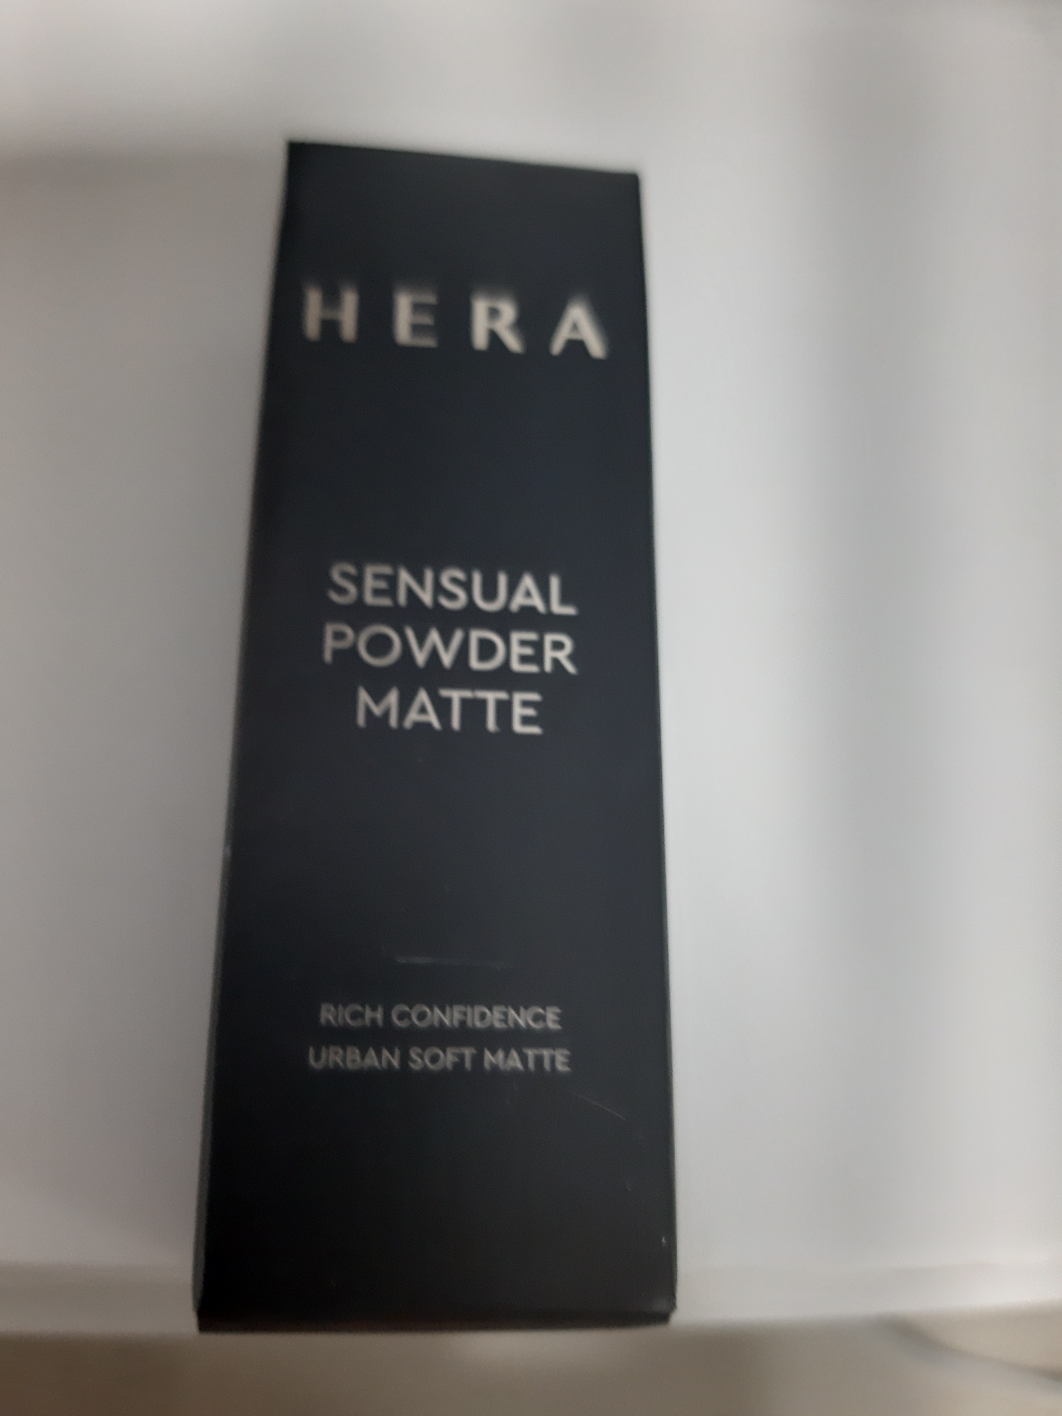 HERA
SENSUAL
POWDER
MATTE
RICH CONFIDENCE
URBAN SOFT MATTE